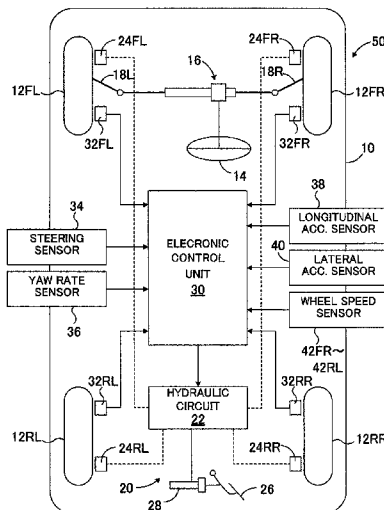 24FL
24FR
50
16
18L
18R
12FL
12FR
32FL
32FR
14
10
34
38
STEERING
SENSOR
LONGITUDINAL
ACC. SENSOR
ELECRONIC
CONTROL
UNIT
30
40
LATERAL
ACC. SENSOR
YAW RATE
SENSOR
36
WHEEL SPEED
SENSOR
42FR~
42RL
32RL
32RR
HYDRAULIC
CIRCUIT
22
12RL
12RR
24RL
24RR
20
28
26